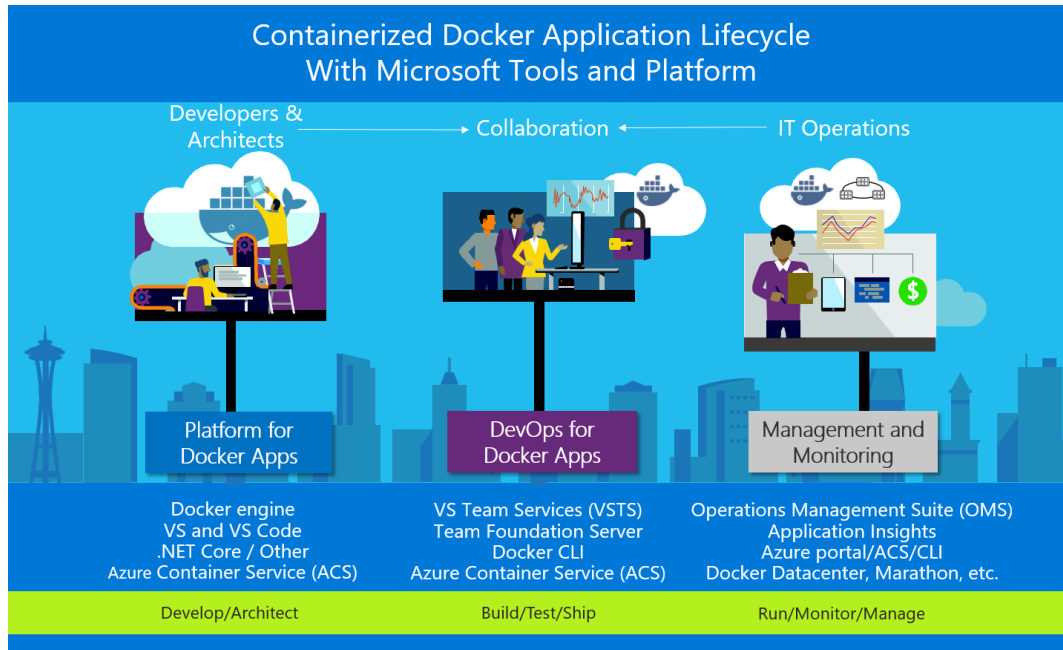 Containerized Docker Application Lifecycle
With Microsoft Tools and Platform
Developers &
Architects
Collaboration
IT Operations
$
Platform for
Docker Apps
DevOps for
Docker Apps
Management and
Monitoring
Docker engine
VS and VS Code
.NET Core / Other
Azure Container Service (ACS)
VS Team Services (VSTS)
Team Foundation Server
Docker CLI
Azure Container Service (ACS)
Operations Management Suite (OMS)
Application Insights
Azure portal/ACS/CLI
Docker Datacenter, Marathon, etc.
Develop/Architect
Build/Test/Ship
Run/Monitor/Manage